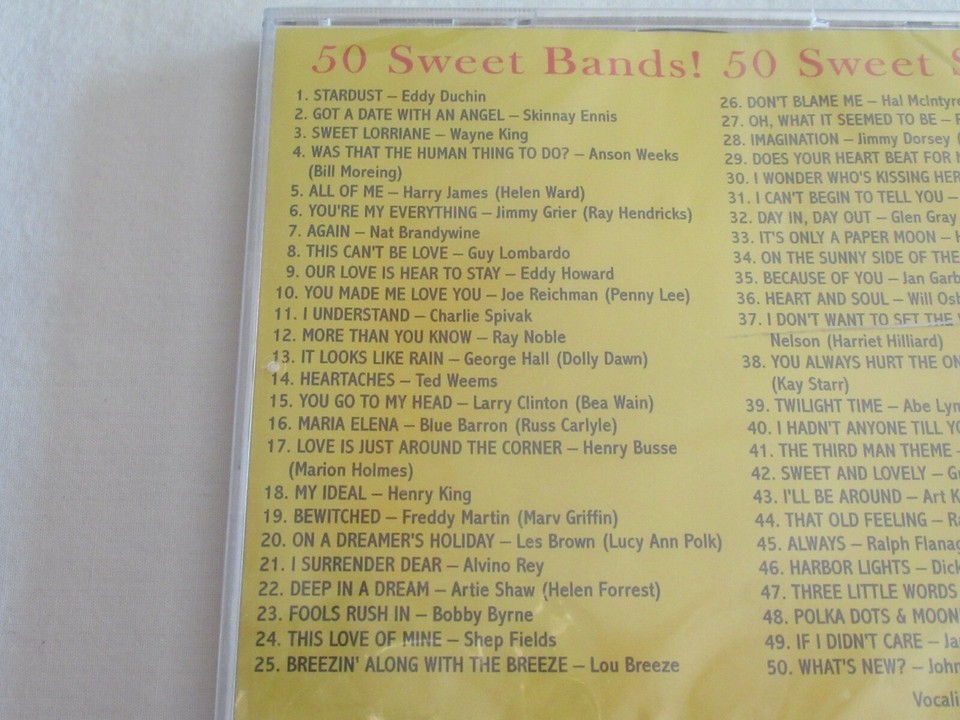 50 Sweet Bands! 50 Sweet
1. STARDUST – Eddy Duchin
2. GOT A DATE WITH AN ANGEL – Skinnay Ennis
3. SWEET LORRIANE – Wayne King
4. WAS THAT THE HUMAN THING TO DO? – Anson Weeks
(Bill Moreing)
5. ALL OF ME – Harry James (Helen Ward)
6. YOU'RE MY EVERYTHING – Jimmy Grier (Ray Hendricks)
7. AGAIN – Nat Brandywine
8. THIS CAN'T BE LOVE – Guy Lombardo
9. OUR LOVE IS HEAR TO STAY – Eddy Howard
10. YOU MADE ME LOVE YOU – Joe Reichman (Penny Lee)
11. I UNDERSTAND – Charlie Spivak
12. MORE THAN YOU KNOW – Ray Noble
13. IT LOOKS LIKE RAIN – George Hall (Dolly Dawn)
14. HEARTACHES – Ted Weems
15. YOU GO TO MY HEAD – Larry Clinton (Bea Wain)
16. MARIA ELENA – Blue Barron (Russ Carlyle)
17. LOVE IS JUST AROUND THE CORNER – Henry Busse
(Marion Holmes)
18. MY IDEAL – Henry King
19. BEWITCHED – Freddy Martin (Marv Griffin)
20. ON A DREAMER'S HOLIDAY – Les Brown (Lucy Ann Polk)
21. I SURRENDER DEAR – Alvino Rey
22. DEEP IN A DREAM – Artie Shaw (Helen Forrest)
23. FOOLS RUSH IN – Bobby Byrne
24. THIS LOVE OF MINE – Shep Fields
25. BREEZIN' ALONG WITH THE BREEZE – Lou Breeze
26. DON'T BLAME ME – Hal McIntyre
27. OH, WHAT IT SEEMED TO BE –
28. IMAGINATION – Jimmy Dorsey (
29. DOES YOUR HEART BEAT FOR
30. I WONDER WHO'S KISSING HER
31. I CAN'T BEGIN TO TELL YOU –
32. DAY IN, DAY OUT – Glen Gray
33. IT'S ONLY A PAPER MOON –
34. ON THE SUNNY SIDE OF THE
35. BECAUSE OF YOU – Jan Garb
36. HEART AND SOUL – Will Osb
37. I DON'T WANT TO SET THE
Nelson (Harriet Hilliard)
38. YOU ALWAYS HURT THE ON
(Kay Starr)
39. TWILIGHT TIME – Abe Lyn
40. I HADN'T ANYONE TILL YO
41. THE THIRD MAN THEME –
42. SWEET AND LOVELY – G
43. I'LL BE AROUND – Art K
44. THAT OLD FEELING – Ra
45. ALWAYS – Ralph Flanag
46. HARBOR LIGHTS – Dick
47. THREE LITTLE WORDS
48. POLKA DOTS & MOON
49. IF I DIDN'T CARE – Ja
50. WHAT'S NEW? – John
Vocali